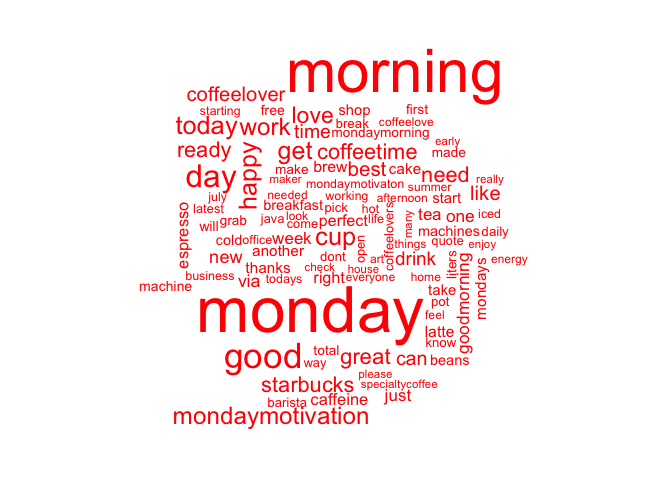 morning
coffeelover
starting free love shop first
today work time break coffeelove
mondaymorning
early
ready happy get coffeetime made
day make brew best cake need really
maker mondaymotivaton summer
july needed working afternoon start like
latest breakfast pick hot coffeelovers many tea one iced
espresso will grab java look come perfect life
cold office week cup open things machines daily
new another dont art quote enjoy
thanks check house drink liters goodmorning mondays energy
business via todays right everyone home
machine take
monday pot
feel
latte
know
good total great can beans
way
please
starbucks specialtycoffee
barista caffeine just
mondaymotivation